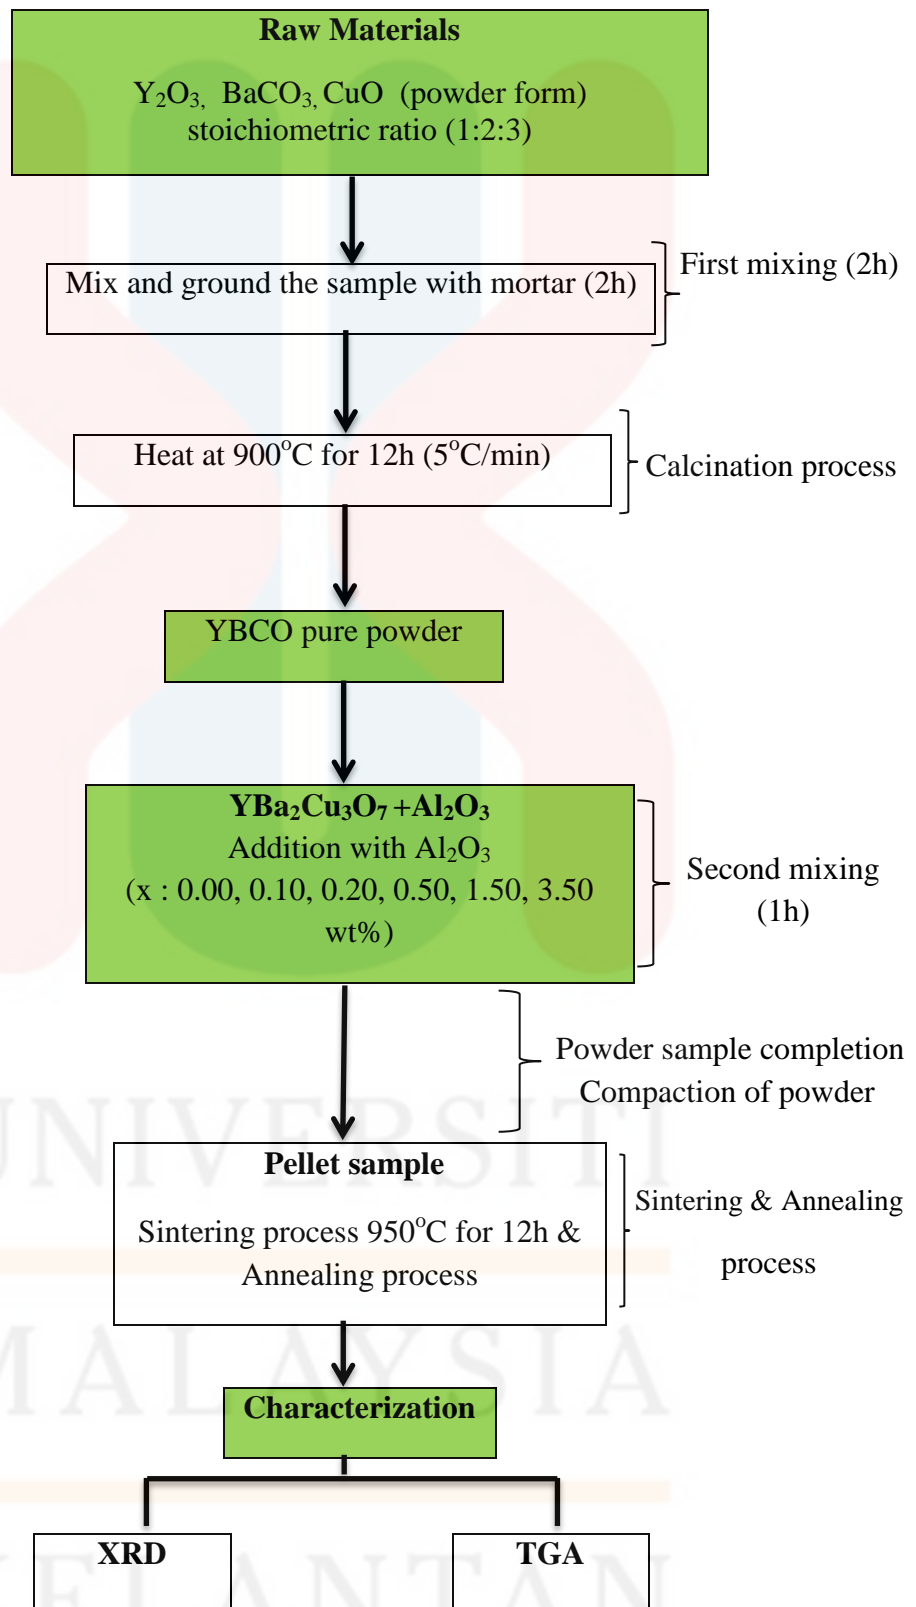 Raw Materials
Y₂O₃, BaCO₃, CuO (powder form)
stoichiometric ratio (1:2:3)
Mix and ground the sample with mortar (2h)
First mixing (2h)
Heat at 900°C for 12h (5°C/min)
Calcination process
YBCO pure powder
YBa₂Cu₃O₇ +Al₂O₃
Addition with Al₂O₃
(x : 0.00, 0.10, 0.20, 0.50, 1.50, 3.50
wt%)
Second mixing
(1h)
Powder sample completion
Compaction of powder
Pellet sample
Sintering process 950°C for 12h &
Annealing process
Sintering & Annealing
process
Characterization
XRD
TGA
UNIVERSITI
MALAYSIA
KELANTAN